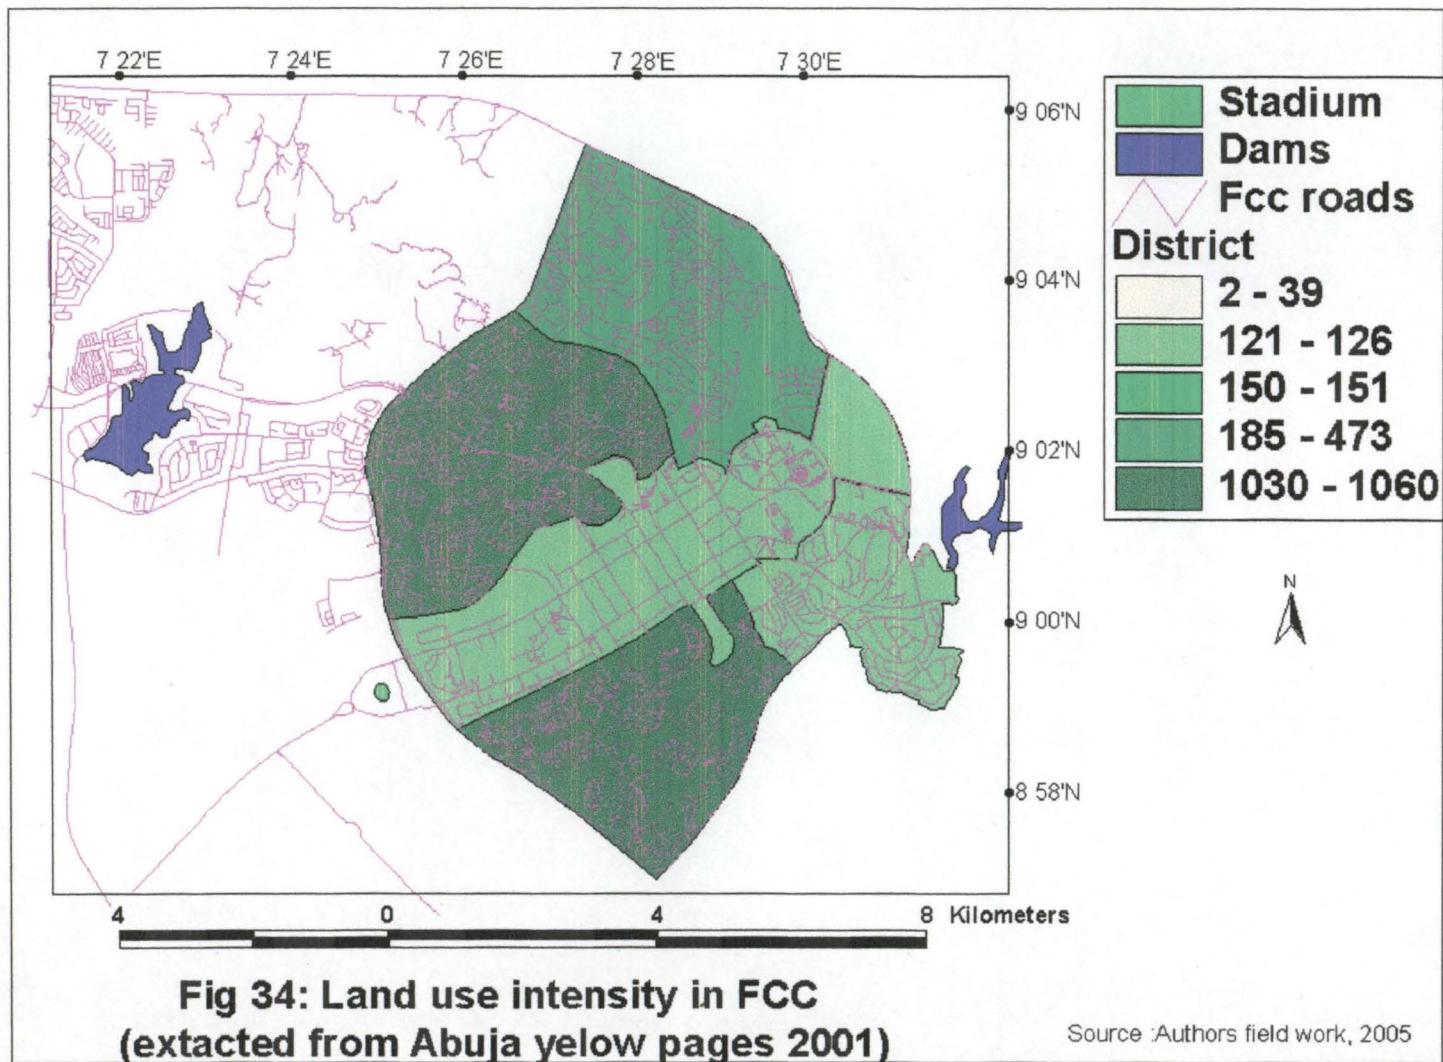 7 22'E 7 24'E 7 26'E 7 28'E 7 30'E
9 06'N
9 04'N
9 02'N
9 00'N
8 58'N
Stadium
Dams
Fcc roads
District
2 - 39
121 - 126
150 - 151
185 - 473
1030 - 1060
N
4 0 4 8 Kilometers
Fig 34: Land use intensity in FCC
(extacted from Abuja yelow pages 2001)
Source :Authors field work, 2005